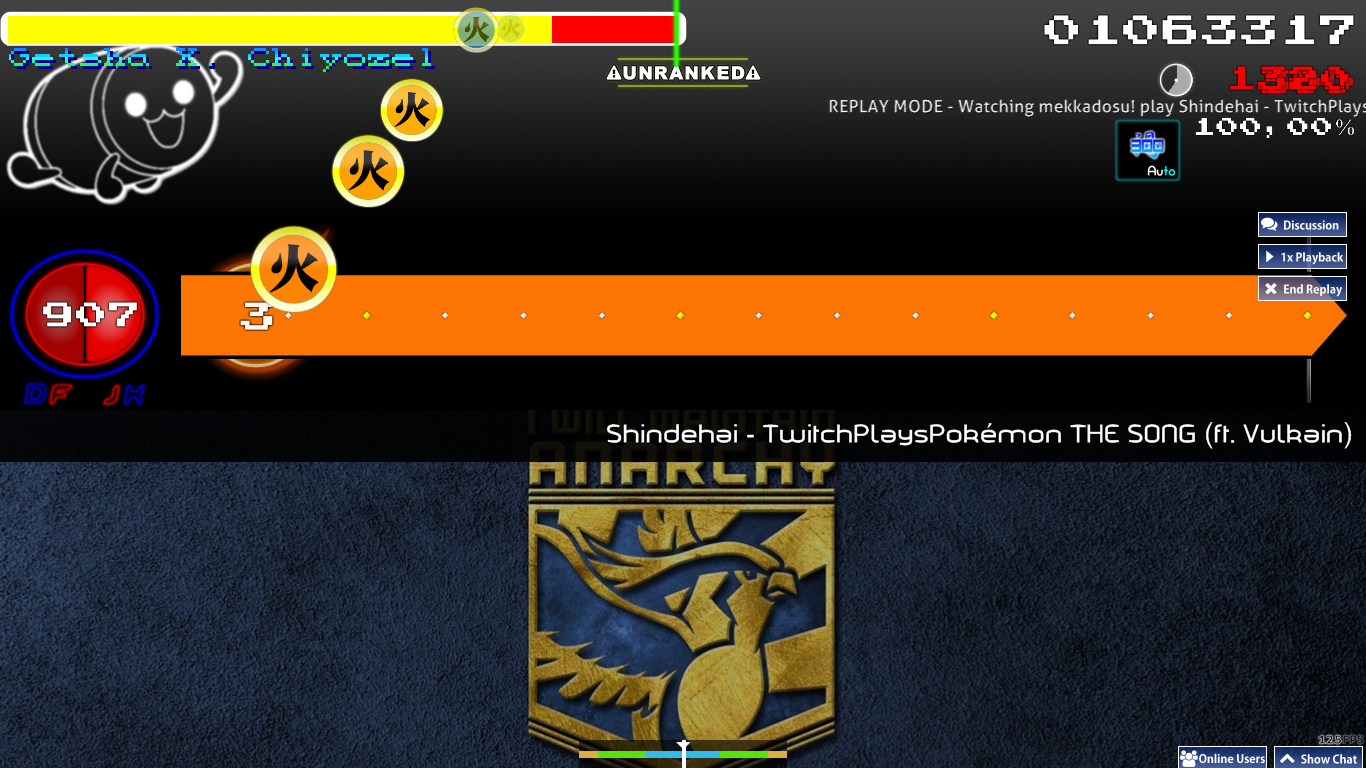 火 火
01063317
Getsha X. Chiyozel
⚠UNRANKED⚠
火
REPLAY MODE - Watching mekkadosu! play Shindehai - TwitchPlays
100,00%
Auto
火
Discussion
1x Playback
火
End Replay
907
3
DF JK
I WILL MAINTAIN
Shindehai - TwitchPlaysPokémon THE SONG (ft. Vulkain)
ANARCHY
125FPS
Online Users
Show Chat